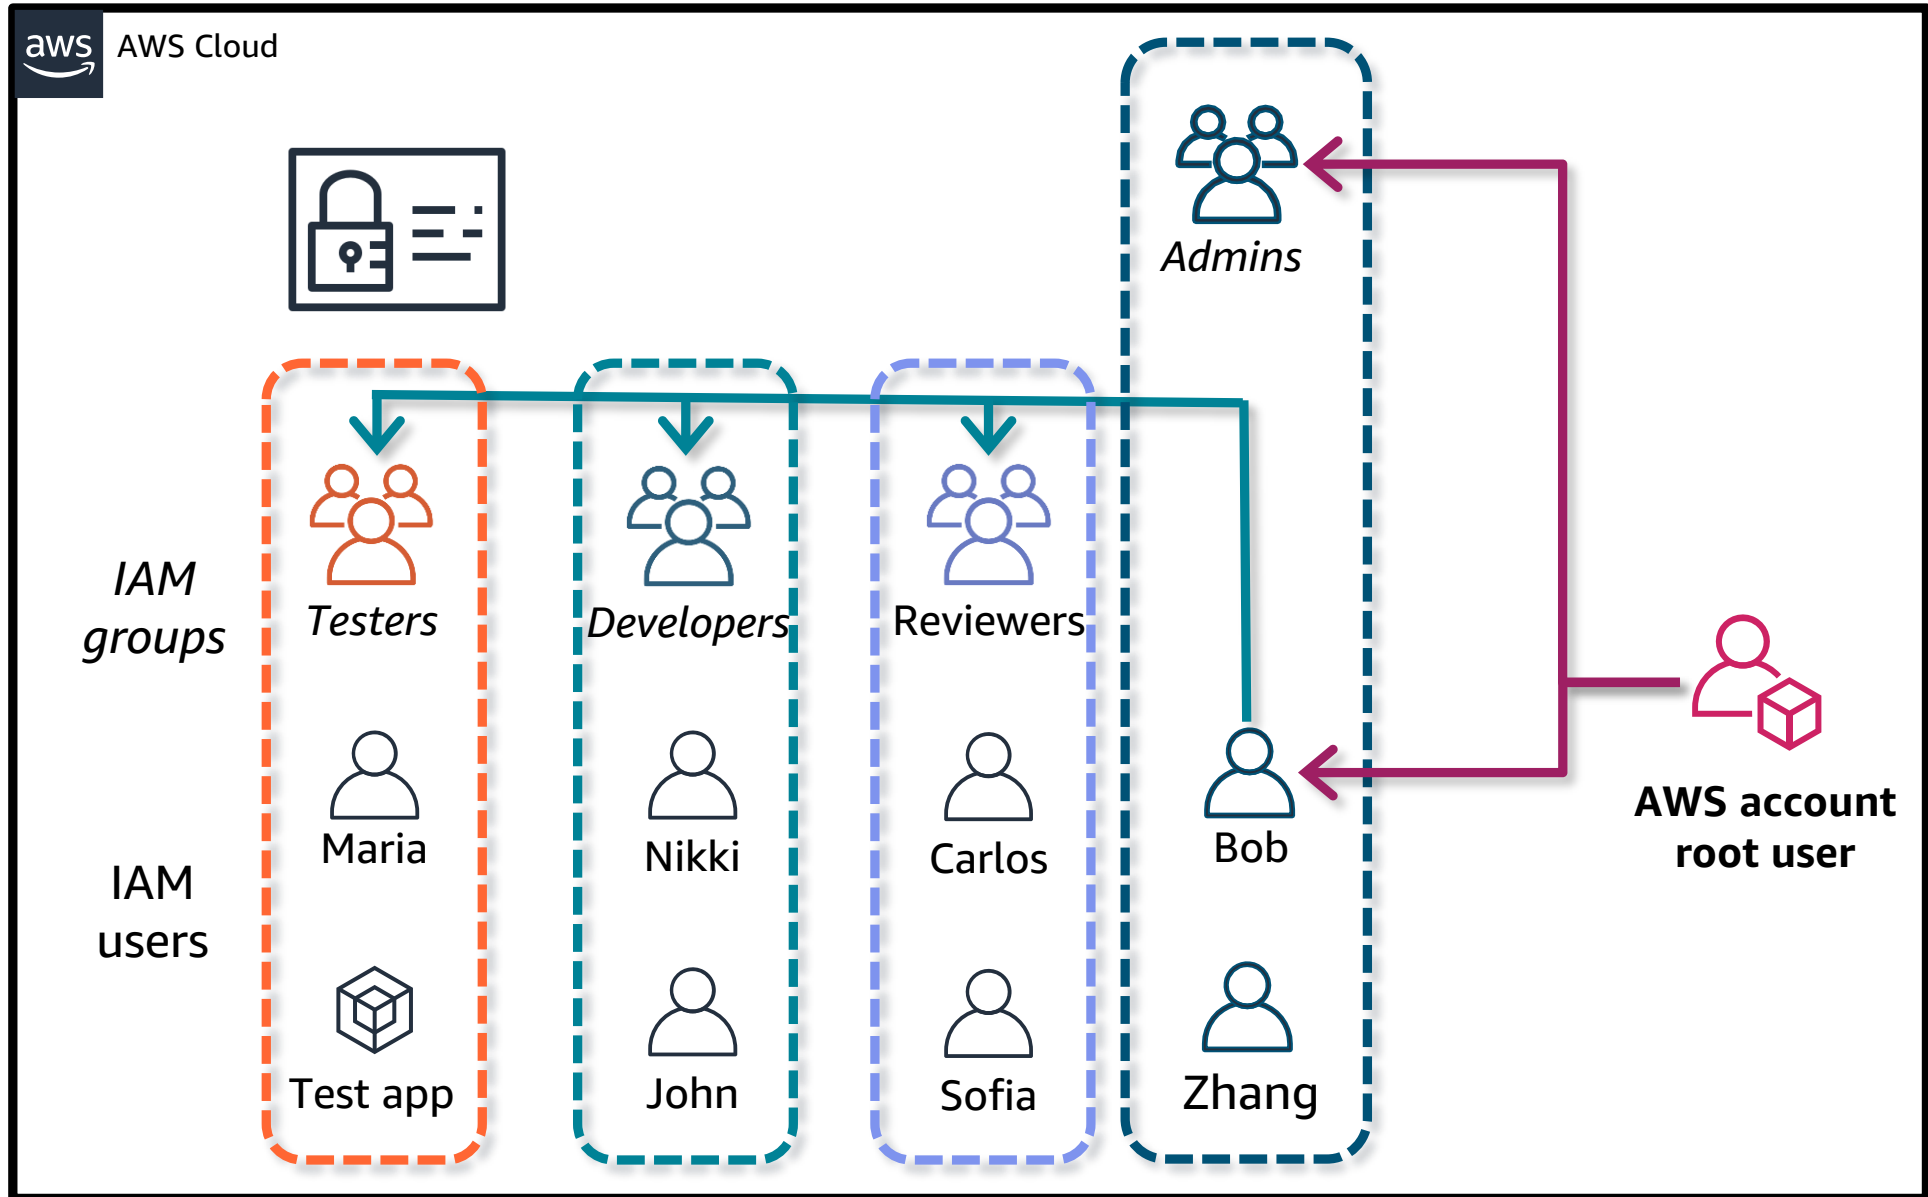 aws
AWS Cloud
Admins
IAM
groups
Testers
Developers
Reviewers
IAM
users
Maria
Nikki
Carlos
Bob
Test app
John
Sofia
Zhang
AWS account
root user